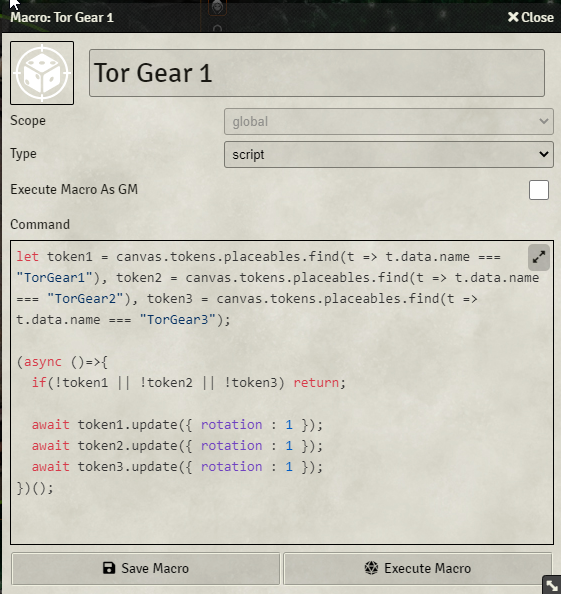 Macro: Tor Gear 1
Close
Tor Gear 1
Scope
global
Type
script
Execute Macro As GM
Command
let token1 = canvas.tokens.placeables.find(t => t.data.name ===
"TorGear1"), token2 = canvas.tokens.placeables.find(t => t.data.name
=== "TorGear2"), token3 = canvas.tokens.placeables.find(t =>
t.data.name === "TorGear3");
(async ()=>{
if(!token1 || !token2 || !token3) return;
await token1.update({ rotation : 1 });
await token2.update({ rotation : 1 });
await token3.update({ rotation : 1 });
})();
Save Macro
Execute Macro